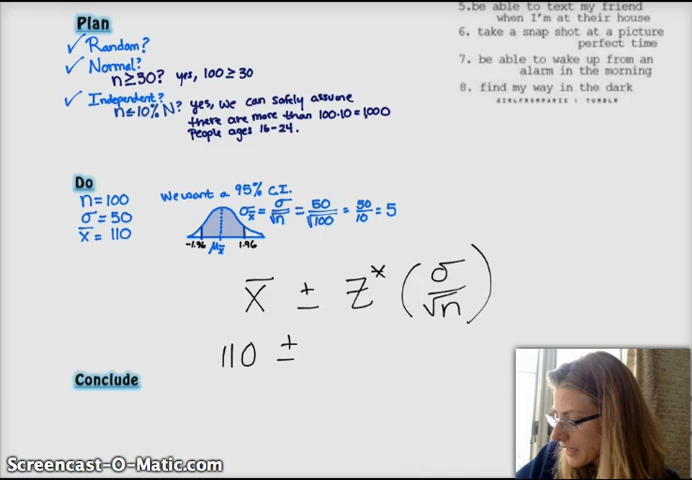 Plan
✓ Random?
✓ Normal?
n≥30? yes, 100 ≥ 30
✓ Independent?
n≤10% N? yes, we can safely assume
there are more than 100·10 = 1000
People ages 16-24.
5.be able to text my friend
when I'm at their house
6. take a snap shot at a picture
perfect time
7. be able to wake up from an
alarm in the morning
8. find my way in the dark
GIRLFROMPARIS | TUMBLR
Do
n = 100
σ = 50
x̄ = 110
We want a 95% C.I.
σx̄ = σ/√n = 50/√100 = 50/10 = 5
-1.96 μx̄ 1.96
x̄ ± z* (σ/√n)
110 ±
Conclude
Screencast-O-Matic.com